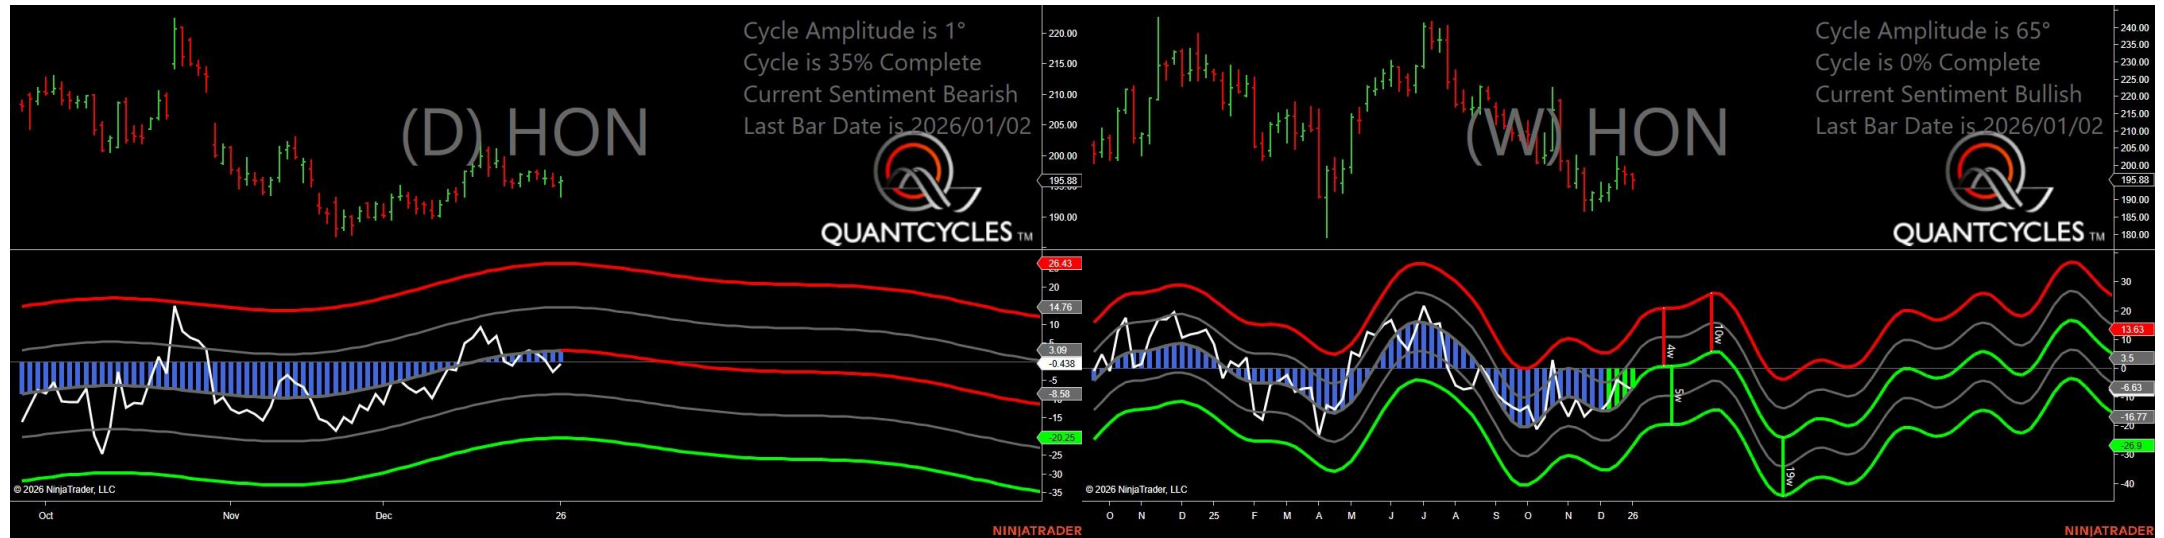 Cycle Amplitude is 1°
Cycle is 35% Complete
Current Sentiment Bearish
Last Bar Date is 2026/01/02
(D) HON
QUANTCYCLES TM
220.00
215.00
210.00
205.00
200.00
195.88
190.00
26.43
20
14.76
10
3.09
-0.438
-5
-8.58
-15
-20.25
-25
-30
-35
© 2026 NinjaTrader, LLC
Oct Nov Dec 26
NINJATRADER
Cycle Amplitude is 65°
Cycle is 0% Complete
Current Sentiment Bullish
Last Bar Date is 2026/01/02
(W) HON
QUANTCYCLES TM
240.00
235.00
230.00
225.00
220.00
215.00
210.00
205.00
200.00
195.88
190.00
185.00
180.00
4w
10w
5w
19w
30
20
13.63
3.5
0
-6.63
-10
-16.77
-20
-26.9
-30
-40
© 2026 NinjaTrader, LLC
O N D 25 F M A M J J A S O N D 26
NINJATRADER